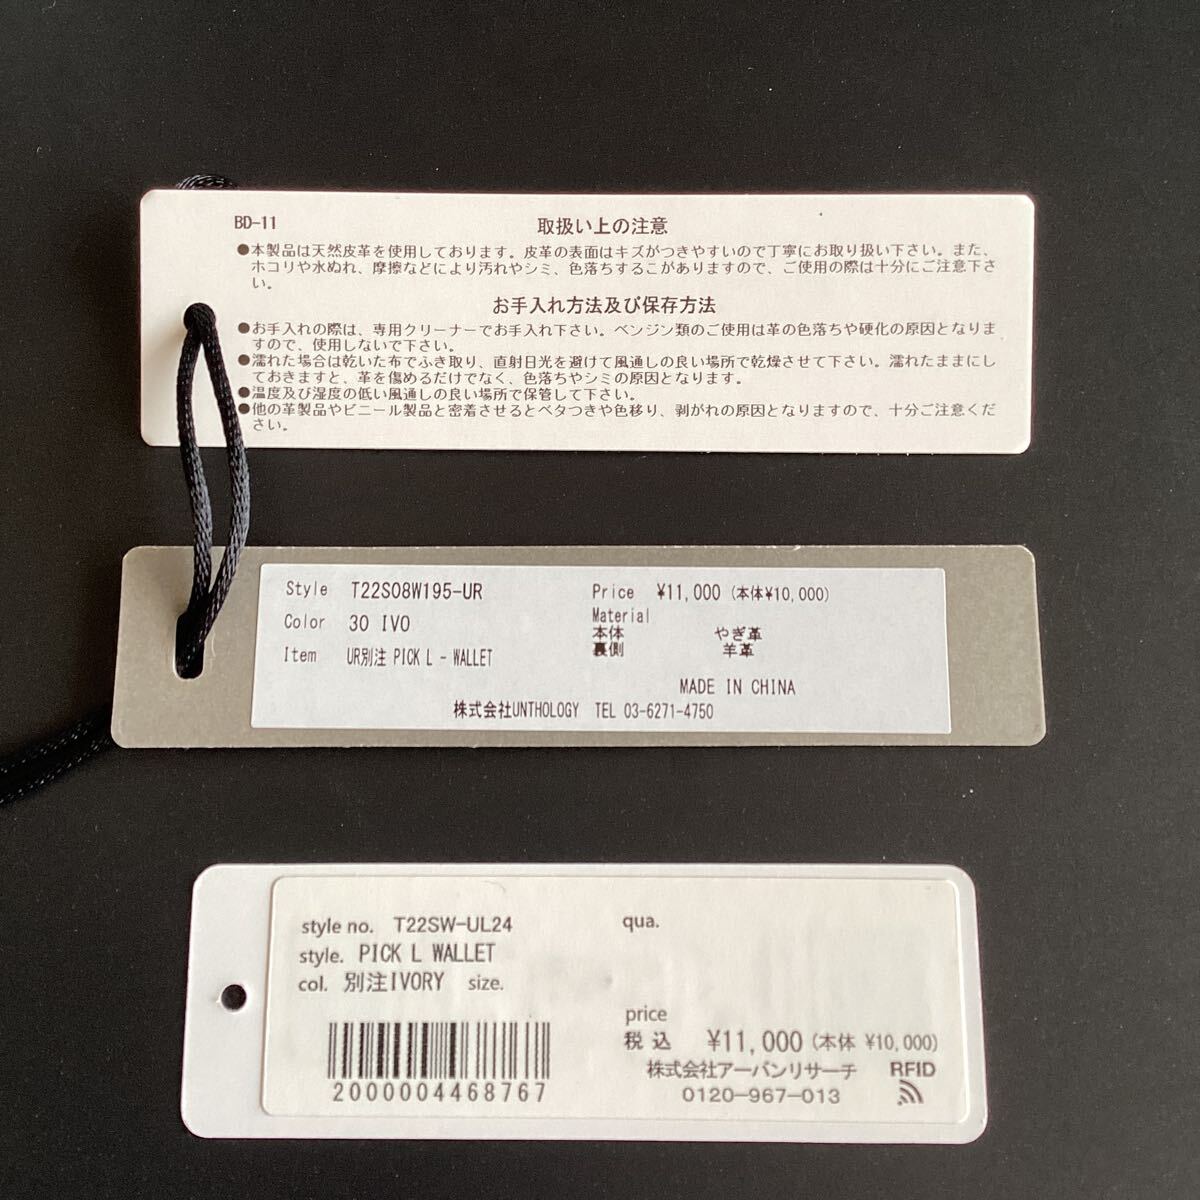 BD-11 取扱い上の注意
●本製品は天然皮革を使用しております。皮革の表面はキズがつきやすいので丁寧にお取り扱い下さい。また、
ホコリや水ぬれ、摩擦などにより汚れやシミ、色落ちするこがありますので、ご使用の際は十分にご注意下さ
い。
お手入れ方法及び保存方法
●お手入れの際は、専用クリーナーでお手入れ下さい。ベンジン類のご使用は革の色落ちや硬化の原因となりま
すので、使用しないで下さい。
●濡れた場合は乾いた布でふき取り、直射日光を避けて風通しの良い場所で乾燥させて下さい。濡れたままにし
ておきますと、革を傷めるだけでなく、色落ちやシミの原因となります。
●温度及び湿度の低い風通しの良い場所で保管して下さい。
●他の革製品やビニール製品と密着させるとベタつきや色移り、剥がれの原因となりますので、十分ご注意くだ
さい。
Style T22S08W195-UR Price ¥11,000 (本体¥10,000)
Color 30 IVO Material
本体 やぎ革
Item UR別注 PICK L - WALLET 裏側 羊革
MADE IN CHINA
株式会社UNTHOLOGY TEL 03-6271-4750
style no. T22SW-UL24 qua.
style. PICK L WALLET
col. 別注IVORY size.
price
税込 ¥11,000 (本体 ¥10,000)
株式会社アーバンリサーチ RFID
2000004468767 0120-967-013